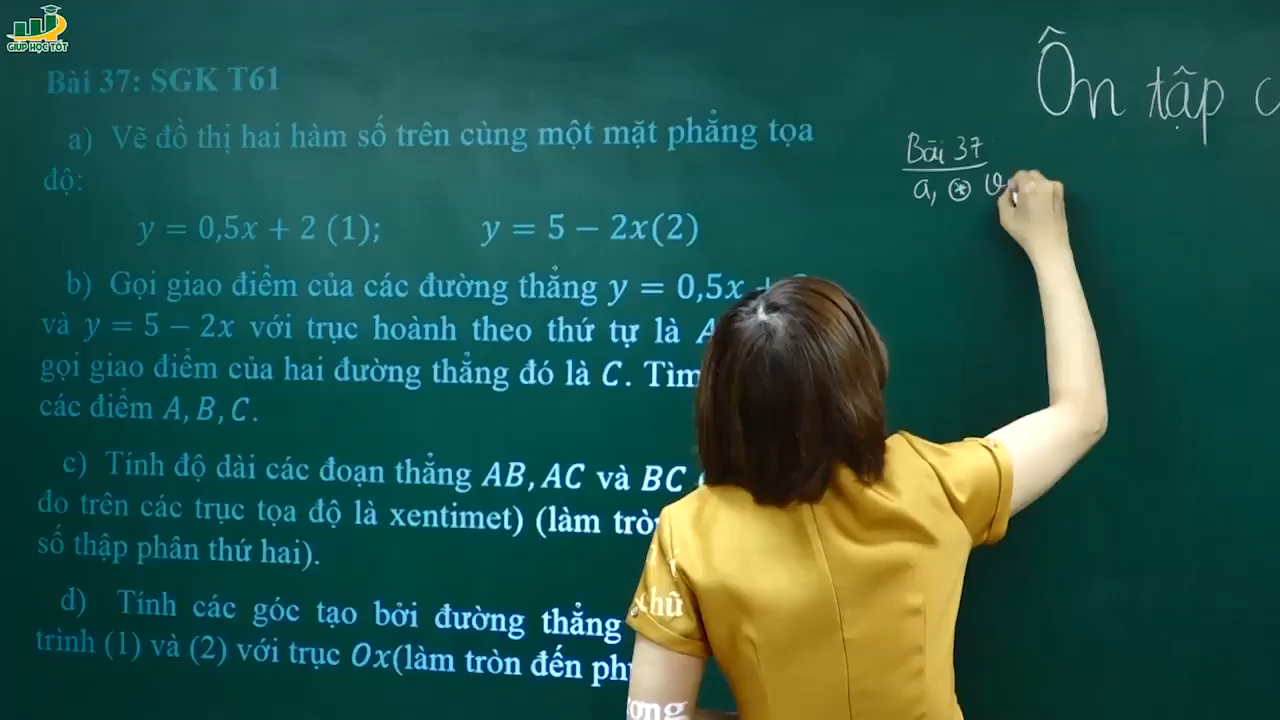 GIÚP HỌC TỐT
Bài 37: SGK T61
a) Vẽ đồ thị hai hàm số trên cùng một mặt phẳng tọa
độ:
y = 0,5x + 2 (1); y = 5 − 2x(2)
b) Gọi giao điểm của các đường thẳng y = 0,5x +
và y = 5 − 2x với trục hoành theo thứ tự là A
gọi giao điểm của hai đường thẳng đó là C. Tìm
các điểm A, B, C.
c) Tính độ dài các đoạn thẳng AB, AC và BC
đo trên các trục tọa độ là xentimet) (làm trò
số thập phân thứ hai).
d) Tính các góc tạo bởi đường thẳng
trình (1) và (2) với trục Ox(làm tròn đến ph
Ôn tập c
Bài 37
a, ⊛